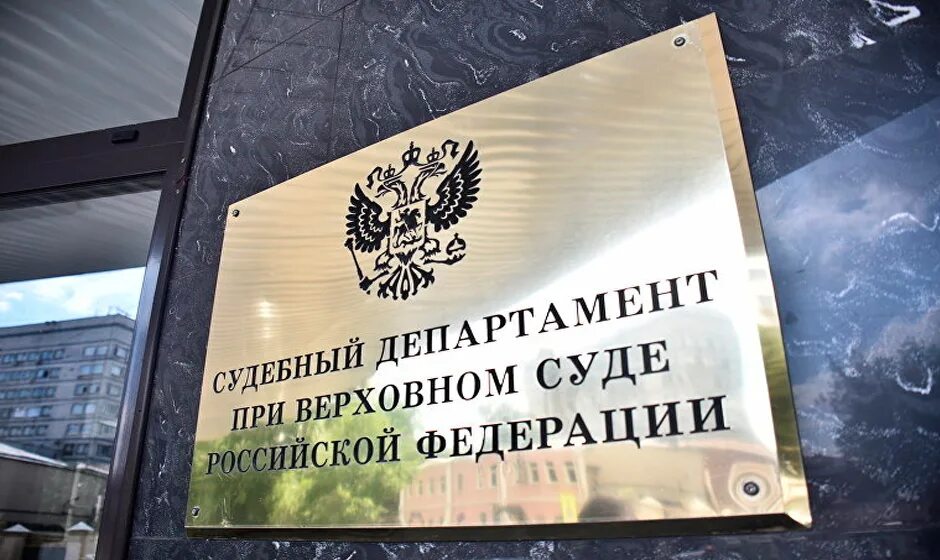 СУДЕБНЫЙ ДЕПАРТАМЕНТ
ПРИ ВЕРХОВНОМ СУДЕ
РОССИЙСКОЙ ФЕДЕРАЦИИ